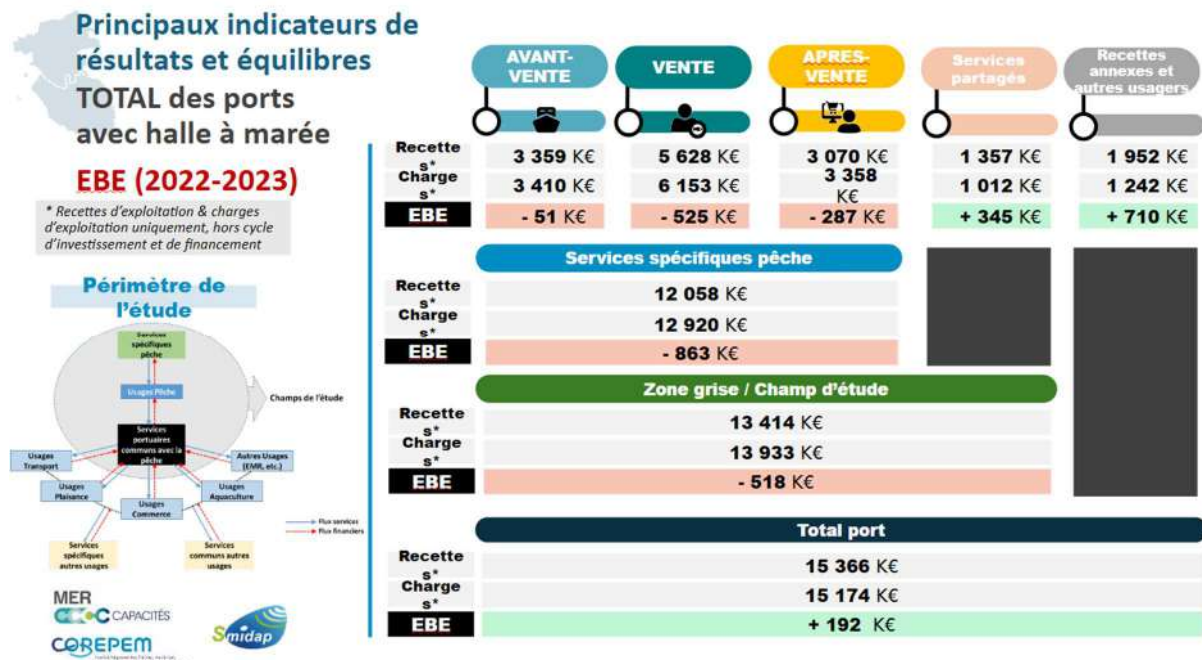 Principaux indicateurs de
résultats et équilibres
TOTAL des ports
avec halle à marée
EBE (2022-2023)
* Recettes d'exploitation & charges
d'exploitation uniquement, hors cycle
d'investissement et de financement
Périmètre de
l'étude
Services
spécifiques
pêche
Usages Pêche
Champs de l'étude
Services
portuaires
communs avec la
pêche
Usages
Transport
Autres Usages
(EMR, etc.)
Usages
Plaisance
Usages
Aquaculture
Usages
Commerce
Flux services
Flux financiers
Services
spécifiques
autres usages
Services
communs autres
usages
MER
CAPACITÉS
COREPEM
Smidap
AVANT-
VENTE
VENTE
APRES-
VENTE
Services
partagés
Recettes
annexes et
autres usagers
Recette
s*
3 359 K€
5 628 K€
3 070 K€
1 357 K€
1 952 K€
Charge
s*
3 410 K€
6 153 K€
3 358
K€
1 012 K€
1 242 K€
EBE
- 51 K€
- 525 K€
- 287 K€
+ 345 K€
+ 710 K€
Services spécifiques pêche
Recette
s*
12 058 K€
Charge
s*
12 920 K€
EBE
- 863 K€
Zone grise / Champ d'étude
Recette
s*
13 414 K€
Charge
s*
13 933 K€
EBE
- 518 K€
Total port
Recette
s*
15 366 K€
Charge
s*
15 174 K€
EBE
+ 192 K€